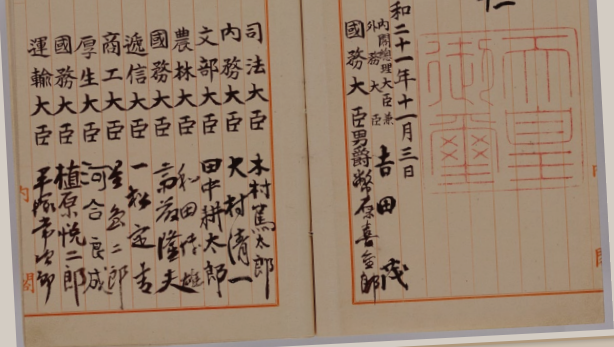 和二十一年十一月三日
内閣總理大臣兼
外務大臣
吉田茂
國務大臣男爵幣原喜重郎
司法大臣木村篤太郎
内務大臣大村清一
文部大臣田中耕太郎
農林大臣和田博雄
國務大臣斎藤隆夫
遞信大臣一松定吉
商工大臣星島二郎
厚生大臣河合良成
國務大臣植原悦二郎
運輸大臣平塚常次郎
天皇
御璽
内
閣